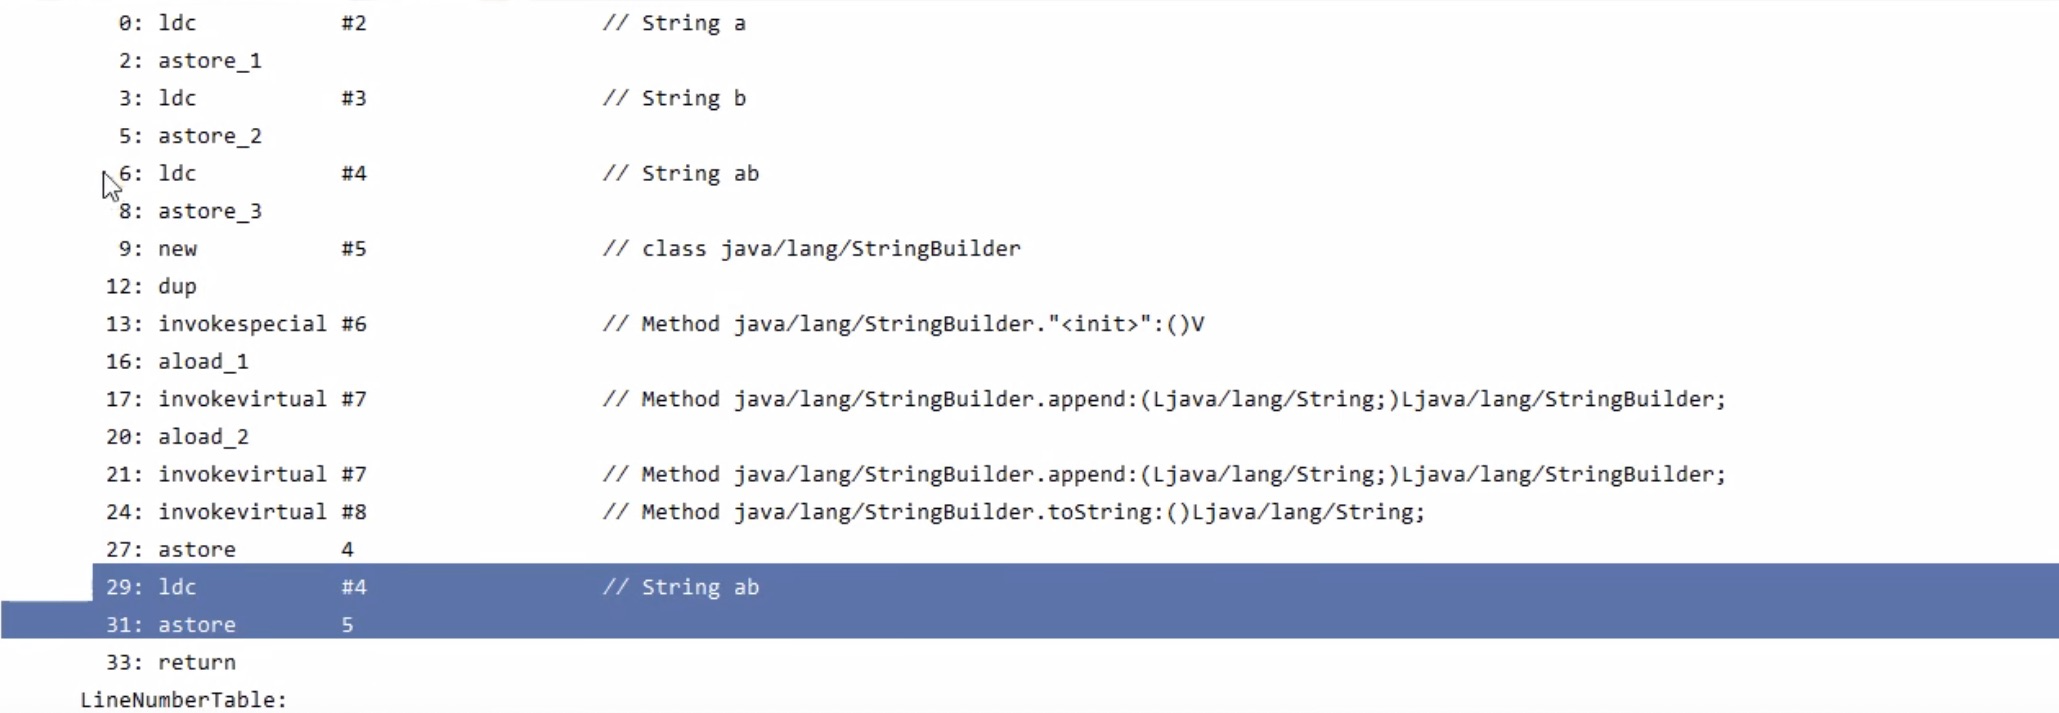 0: ldc #2 // String a
2: astore_1
3: ldc #3 // String b
5: astore_2
6: ldc #4 // String ab
8: astore_3
9: new #5 // class java/lang/StringBuilder
12: dup
13: invokespecial #6 // Method java/lang/StringBuilder."<init>":()V
16: aload_1
17: invokevirtual #7 // Method java/lang/StringBuilder.append:(Ljava/lang/String;)Ljava/lang/StringBuilder;
20: aload_2
21: invokevirtual #7 // Method java/lang/StringBuilder.append:(Ljava/lang/String;)Ljava/lang/StringBuilder;
24: invokevirtual #8 // Method java/lang/StringBuilder.toString:()Ljava/lang/String;
27: astore 4
29: ldc #4 // String ab
31: astore 5
33: return
LineNumberTable: